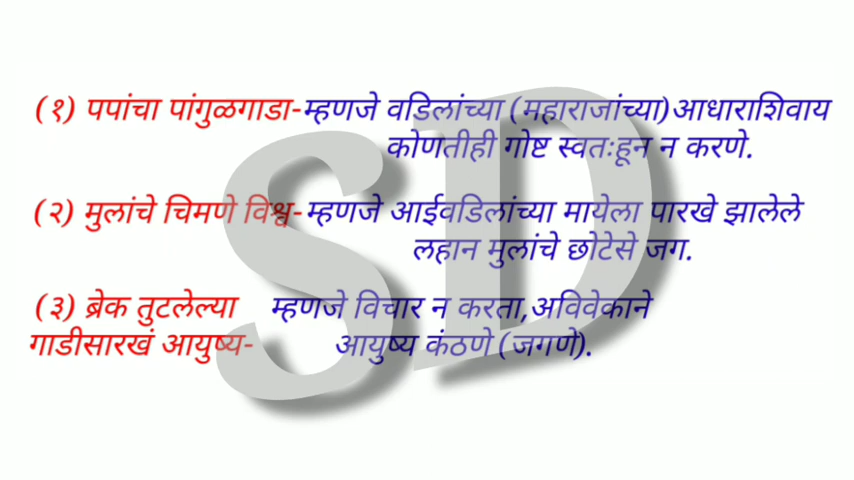 (१) पपांचा पांगुळगाडा-म्हणजे वडिलांच्या (महाराजांच्या)आधाराशिवाय
कोणतीही गोष्ट स्वतःहून न करणे.
(२) मुलांचे चिमणे विश्व-म्हणजे आईवडिलांच्या मायेला पारखे झालेले
लहान मुलांचे छोटेसे जग.
(३) ब्रेक तुटलेल्या म्हणजे विचार न करता,अविवेकाने
गाडीसारखं आयुष्य- आयुष्य कंठणे (जगणे).
SD